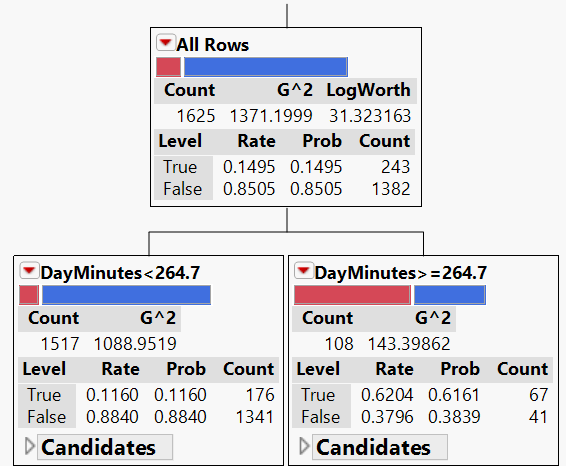 All Rows
Count G^2 LogWorth
1625 1371.1999 31.323163
Level Rate Prob Count
True 0.1495 0.1495 243
False 0.8505 0.8505 1382
DayMinutes<264.7
Count G^2
1517 1088.9519
Level Rate Prob Count
True 0.1160 0.1160 176
False 0.8840 0.8840 1341
Candidates
DayMinutes>=264.7
Count G^2
108 143.39862
Level Rate Prob Count
True 0.6204 0.6161 67
False 0.3796 0.3839 41
Candidates